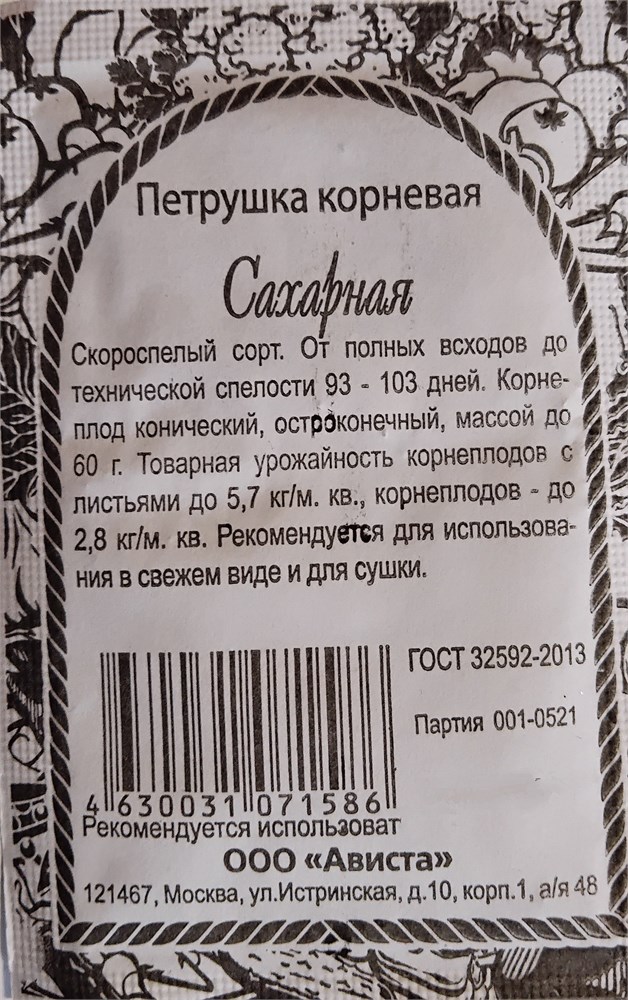 Петрушка корневая
Сахарная
Скороспелый сорт. От полных всходов до
технической спелости 93 - 103 дней. Корне-
плод конический, остроконечный, массой до
60 г. Товарная урожайность корнеплодов с
листьями до 5,7 кг/м. кв., корнеплодов - до
2,8 кг/м. кв. Рекомендуется для использова-
ния в свежем виде и для сушки.
ГОСТ 32592-2013
Партия 001-0521
4 630031 071586
Рекомендуется использоват
ООО «Ависта»
121467, Москва, ул.Истринская, д.10, корп.1, а/я 48